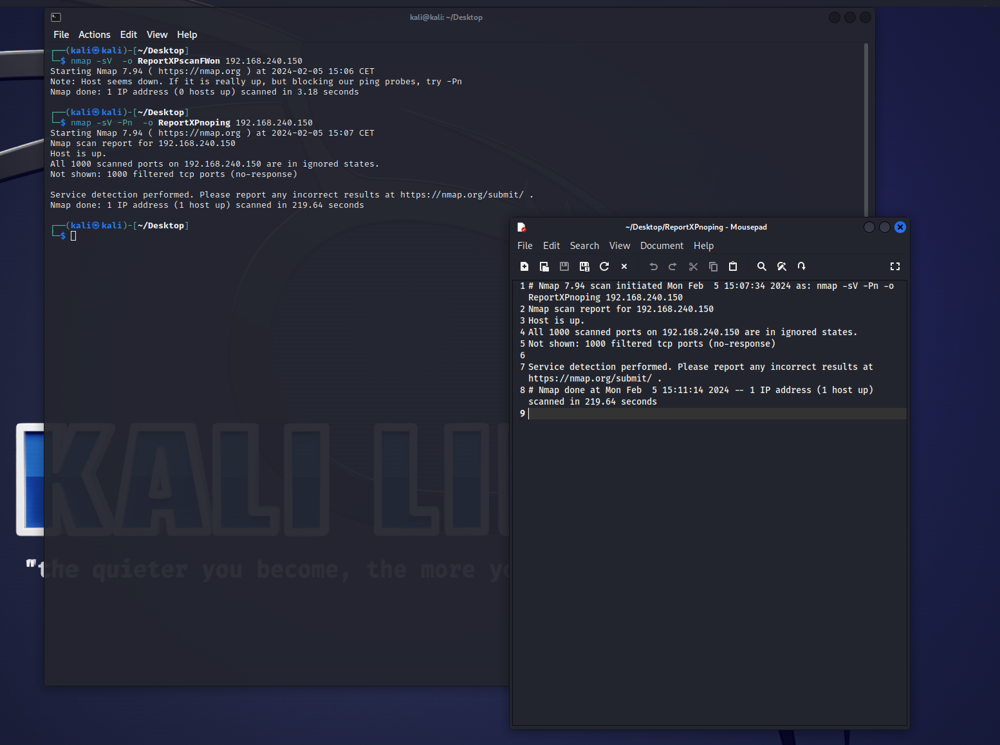 kali@kali: ~/Desktop
File Actions Edit View Help
┌──(kali㉿kali)-[~/Desktop]
└─$ nmap -sV  -o ReportXPscanFWon 192.168.240.150
Starting Nmap 7.94 ( https://nmap.org ) at 2024-02-05 15:06 CET
Note: Host seems down. If it is really up, but blocking our ping probes, try -Pn
Nmap done: 1 IP address (0 hosts up) scanned in 3.18 seconds
┌──(kali㉿kali)-[~/Desktop]
└─$ nmap -sV -Pn  -o ReportXPnoping 192.168.240.150
Starting Nmap 7.94 ( https://nmap.org ) at 2024-02-05 15:07 CET
Nmap scan report for 192.168.240.150
Host is up.
All 1000 scanned ports on 192.168.240.150 are in ignored states.
Not shown: 1000 filtered tcp ports (no-response)
Service detection performed. Please report any incorrect results at https://nmap.org/submit/ .
Nmap done: 1 IP address (1 host up) scanned in 219.64 seconds
┌──(kali㉿kali)-[~/Desktop]
└─$
~/Desktop/ReportXPnoping - Mousepad
File Edit Search View Document Help
1 # Nmap 7.94 scan initiated Mon Feb  5 15:07:34 2024 as: nmap -sV -Pn -o
ReportXPnoping 192.168.240.150
2 Nmap scan report for 192.168.240.150
3 Host is up.
4 All 1000 scanned ports on 192.168.240.150 are in ignored states.
5 Not shown: 1000 filtered tcp ports (no-response)
6
7 Service detection performed. Please report any incorrect results at
https://nmap.org/submit/ .
8 # Nmap done at Mon Feb  5 15:11:14 2024 -- 1 IP address (1 host up)
scanned in 219.64 seconds
9
KALI LI
"the quieter you become, the more yo